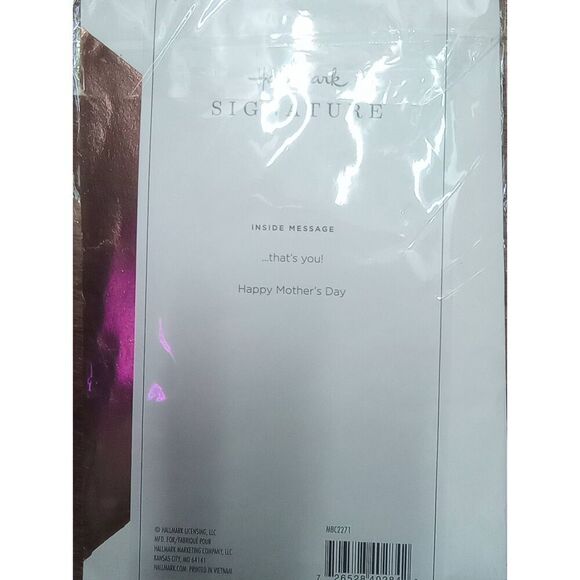 Hallmark
SIGNATURE
INSIDE MESSAGE
...that's you!
Happy Mother's Day
© HALLMARK LICENSING, LLC
MFD. FOR/FABRIQUÉ POUR
HALLMARK MARKETING COMPANY, LLC
KANSAS CITY, MO 64141
HALLMARK.COM PRINTED IN VIETNAM
MBC2271